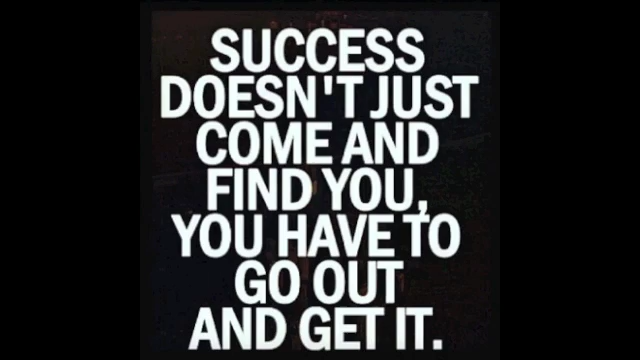 SUCCESS
DOESN'T JUST
COME AND
FIND YOU,
YOU HAVE TO
GO OUT
AND GET IT.